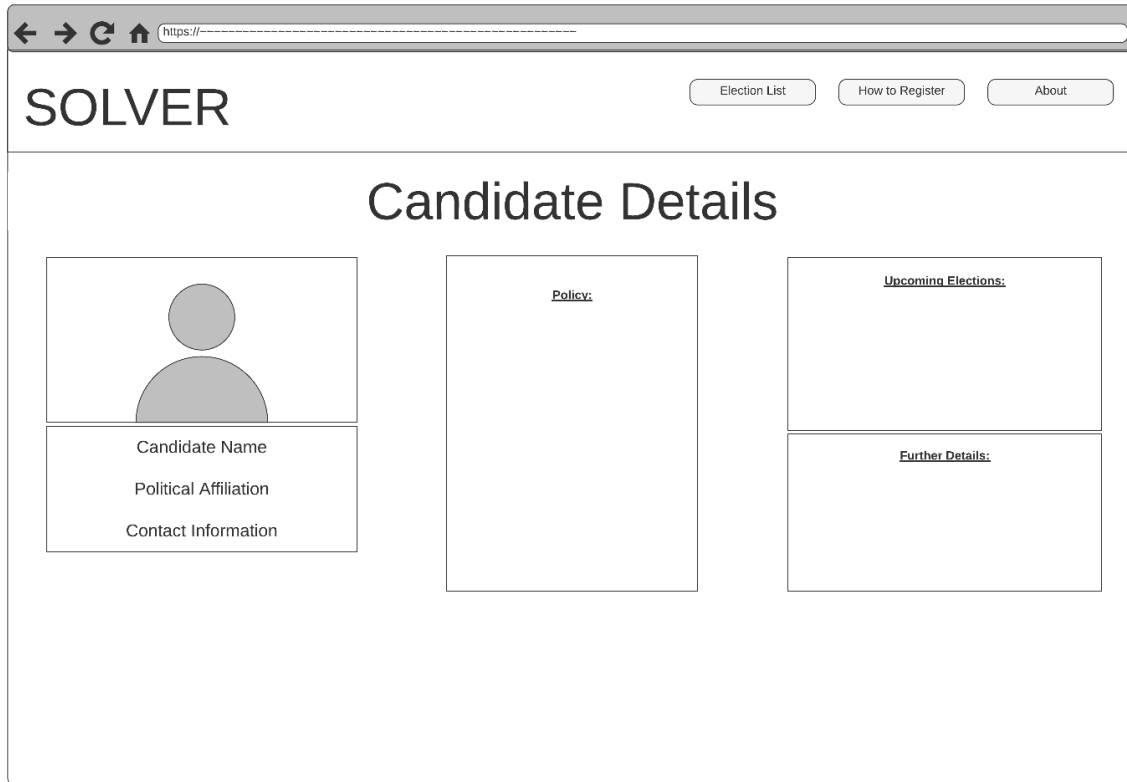 https://~~~~~~~~~~~~~~~~~~~~~~~~~~~~~~~~~~~~~~~~~~~~~~~~~~~~~
SOLVER
Election List
How to Register
About
Candidate Details
Candidate Name
Political Affiliation
Contact Information
Policy:
Upcoming Elections:
Further Details: